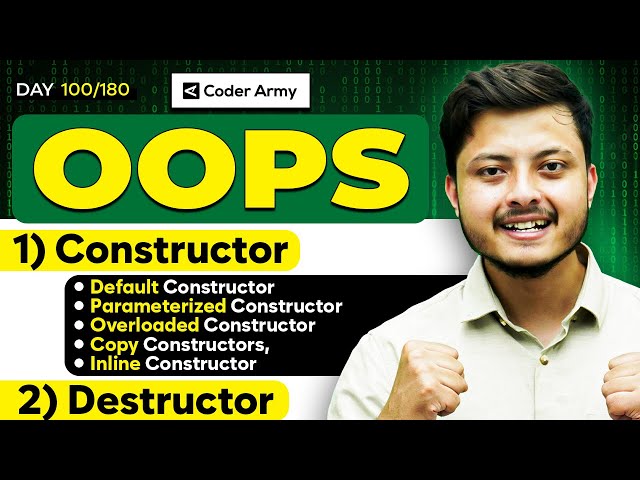 DAY 100/180
Coder Army
OOPS
1) Constructor
• Default Constructor
• Parameterized Constructor
• Overloaded Constructor
• Copy Constructors,
• Inline Constructor
2) Destructor